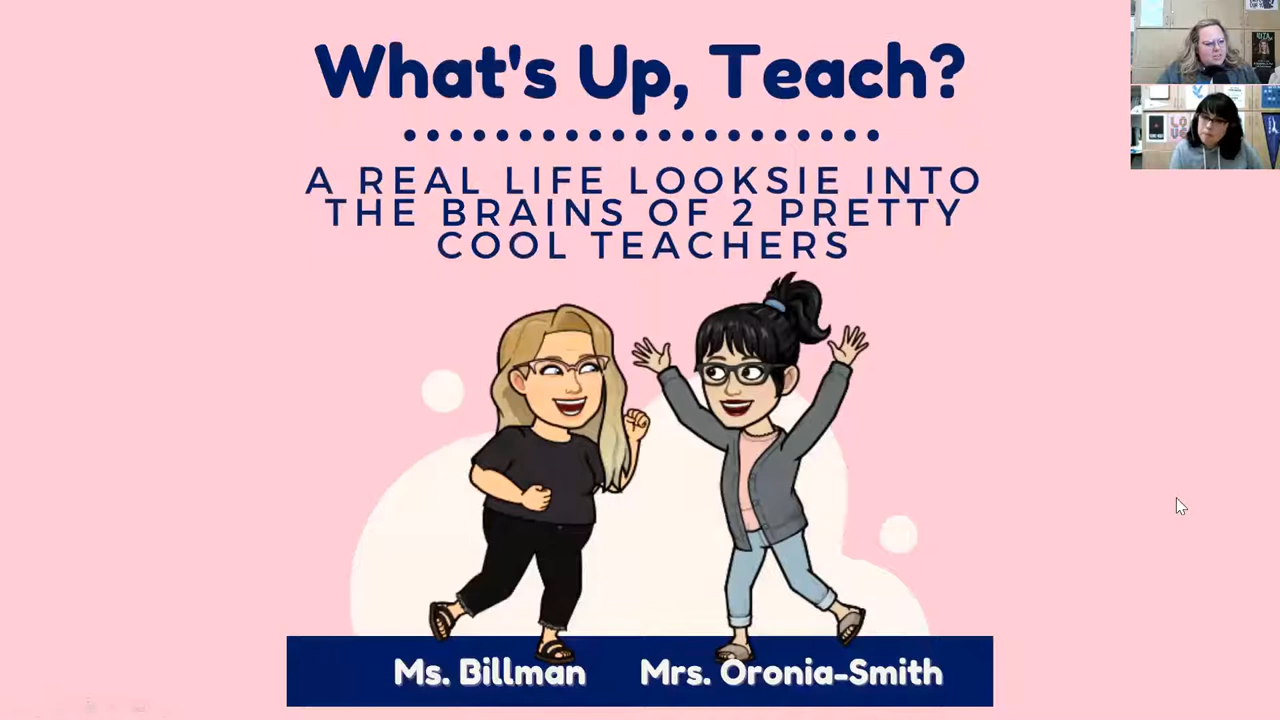 What's Up, Teach?
A REAL LIFE LOOKSIE INTO
THE BRAINS OF 2 PRETTY
COOL TEACHERS
Ms. Billman
Mrs. Oronia-Smith